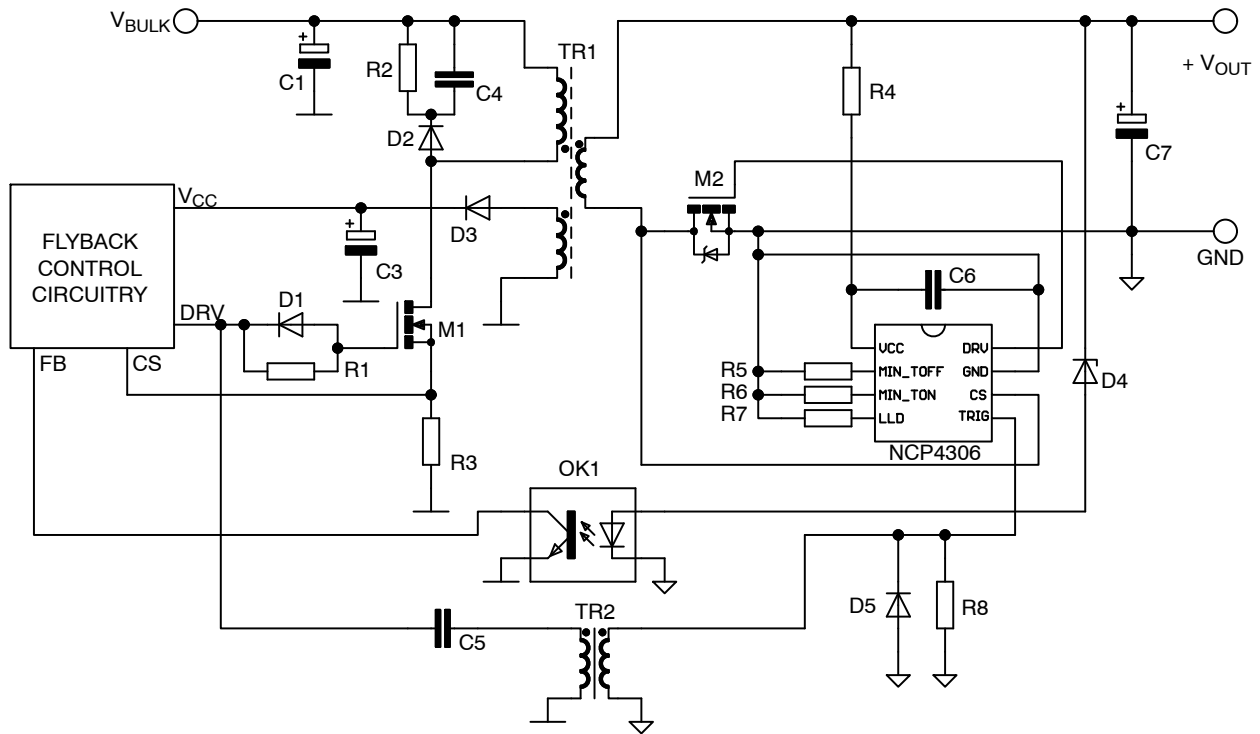 VBULK
TR1
+
C1
R2
C4
+ VOUT
R4
D2
+
C7
M2
VCC
D3
FLYBACK
CONTROL
CIRCUITRY
+
C3
GND
C6
DRV
D1
M1
VCC
DRV
FB
CS
R1
R5
MIN_TOFF
GND
D4
R6
MIN_TON
CS
R7
LLD
TRIG
NCP4306
R3
OK1
D5
R8
TR2
C5